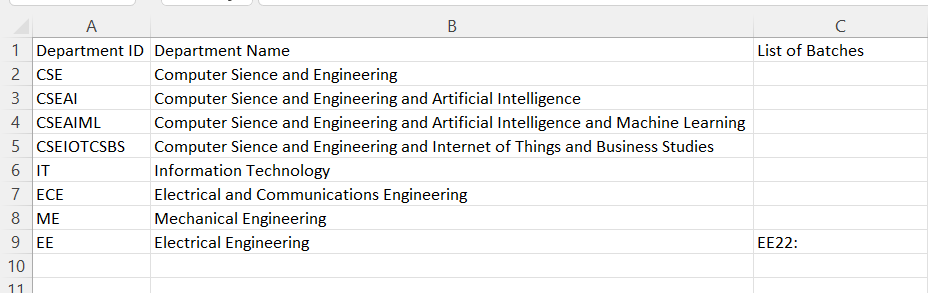 A B C
1 Department ID Department Name List of Batches
2 CSE Computer Sience and Engineering
3 CSEAI Computer Sience and Engineering and Artificial Intelligence
4 CSEAIML Computer Sience and Engineering and Artificial Intelligence and Machine Learning
5 CSEIOTCSBS Computer Sience and Engineering and Internet of Things and Business Studies
6 IT Information Technology
7 ECE Electrical and Communications Engineering
8 ME Mechanical Engineering
9 EE Electrical Engineering EE22:
10
11